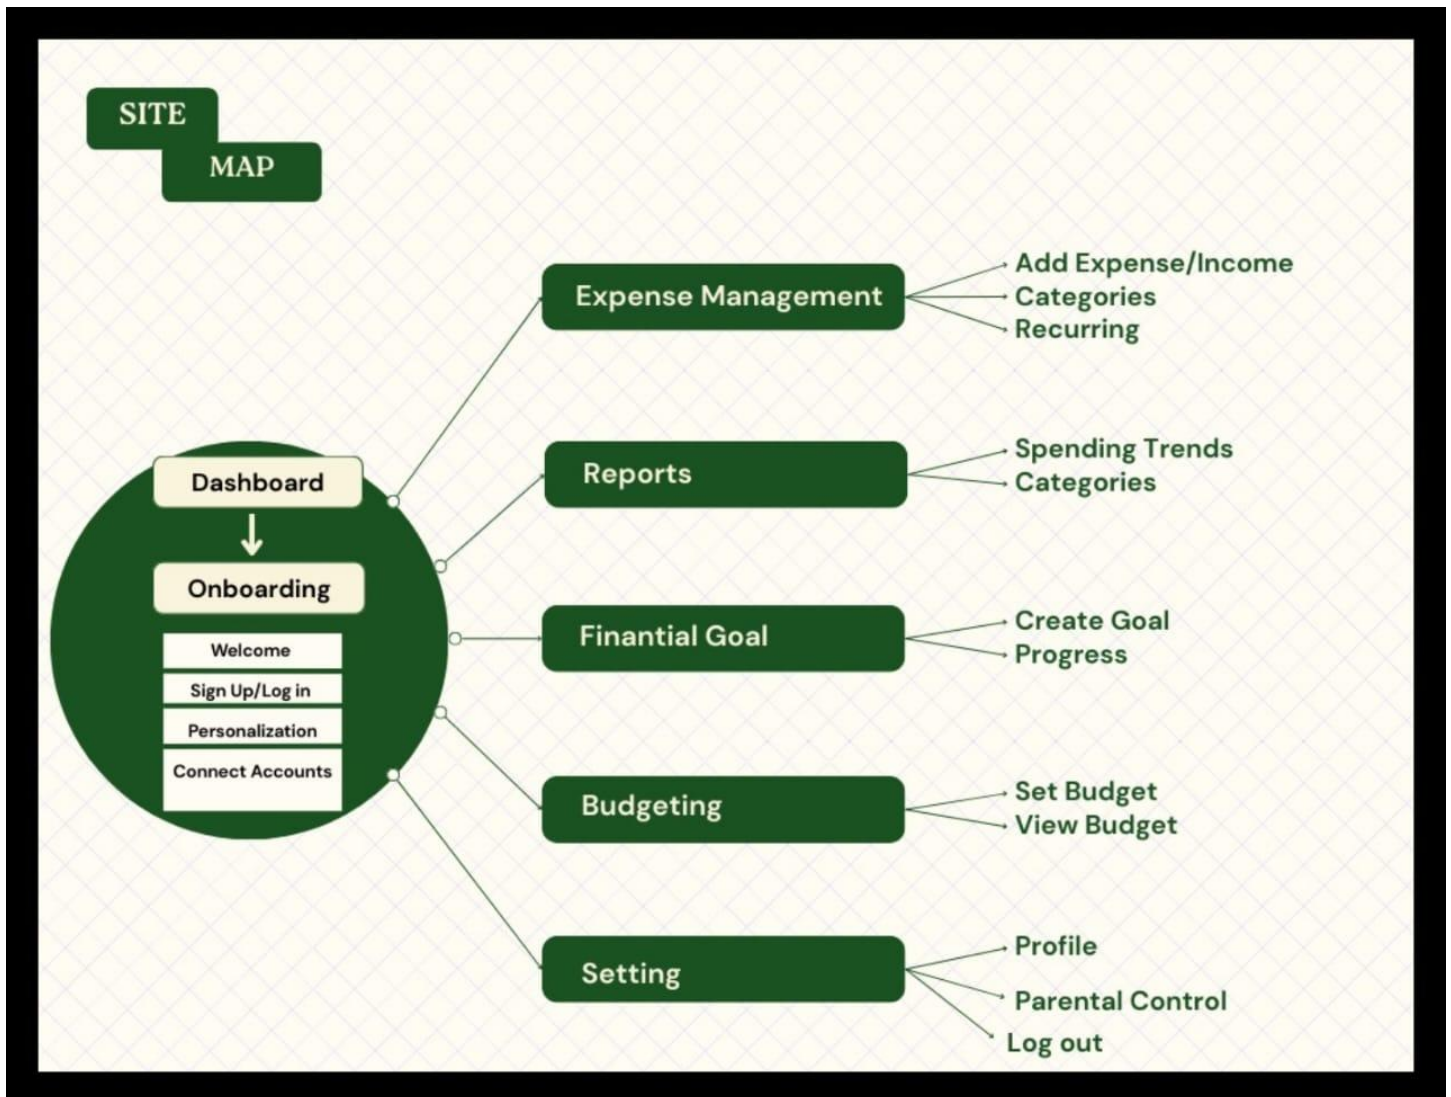 SITE
MAP
Dashboard
Onboarding
Welcome
Sign Up/Log in
Personalization
Connect Accounts
Expense Management
Add Expense/Income
Categories
Recurring
Reports
Spending Trends
Categories
Finantial Goal
Create Goal
Progress
Budgeting
Set Budget
View Budget
Setting
Profile
Parental Control
Log out